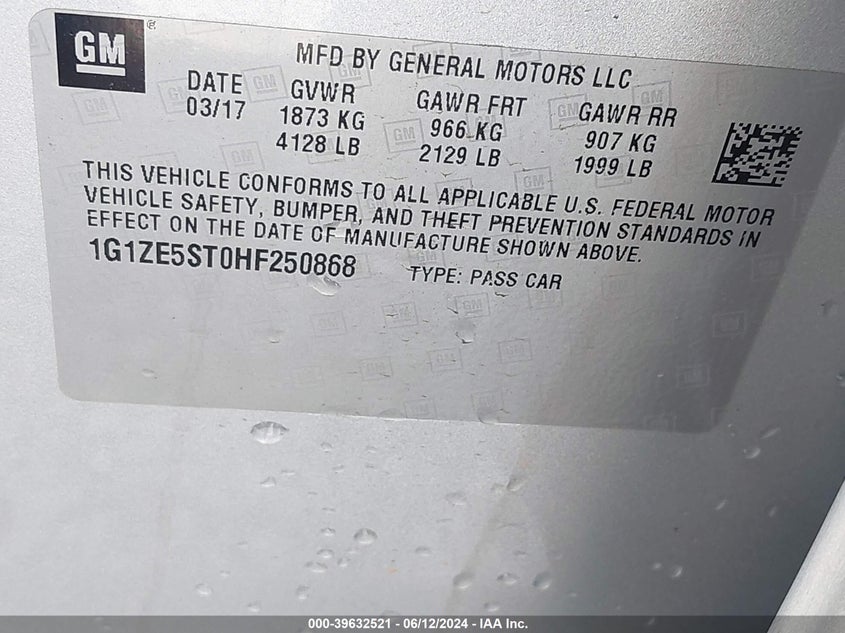 GM
MFD BY GENERAL MOTORS LLC
DATE GVWR GAWR FRT GAWR RR
03/17 1873 KG 966 KG 907 KG
4128 LB 2129 LB 1999 LB
THIS VEHICLE CONFORMS TO ALL APPLICABLE U.S. FEDERAL MOTOR
VEHICLE SAFETY, BUMPER, AND THEFT PREVENTION STANDARDS IN
EFFECT ON THE DATE OF MANUFACTURE SHOWN ABOVE.
1G1ZE5ST0HF250868 TYPE: PASS CAR
000-39632521 - 06/12/2024 - IAA Inc.